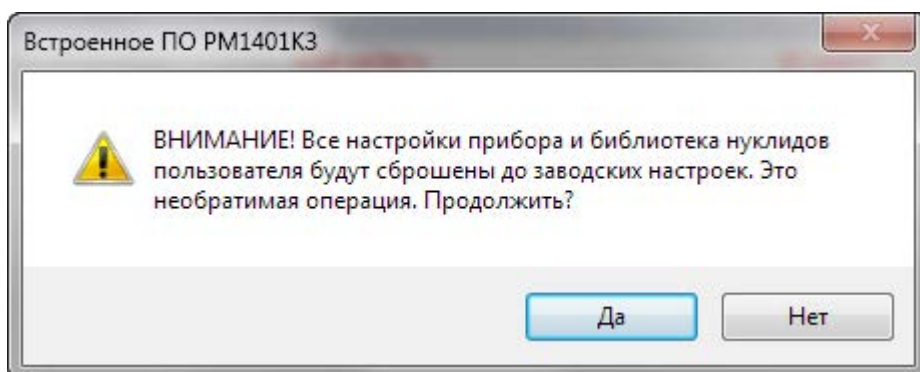 Встроенное ПО PM1401K3
ВНИМАНИЕ! Все настройки прибора и библиотека нуклидов
пользователя будут сброшены до заводских настроек. Это
необратимая операция. Продолжить?
Да
Нет